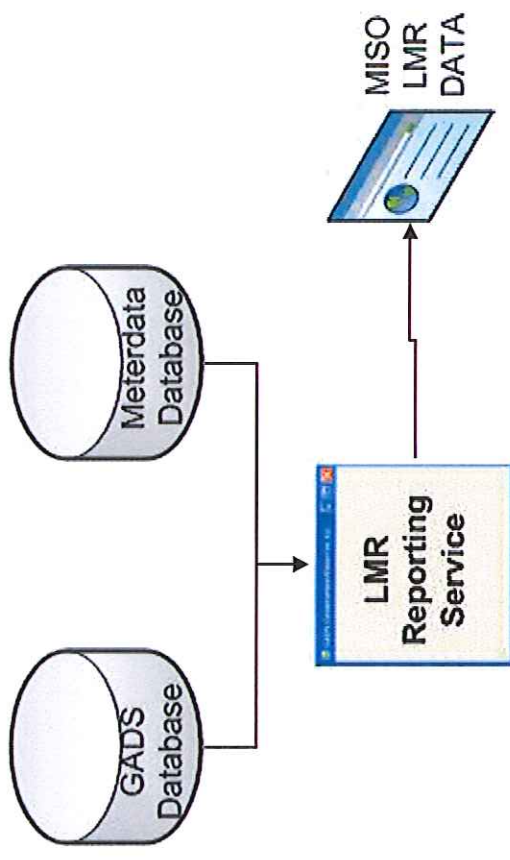 GADS
Database
Meterdata
Database
LMR
Reporting
Service
MISO
LMR
DATA